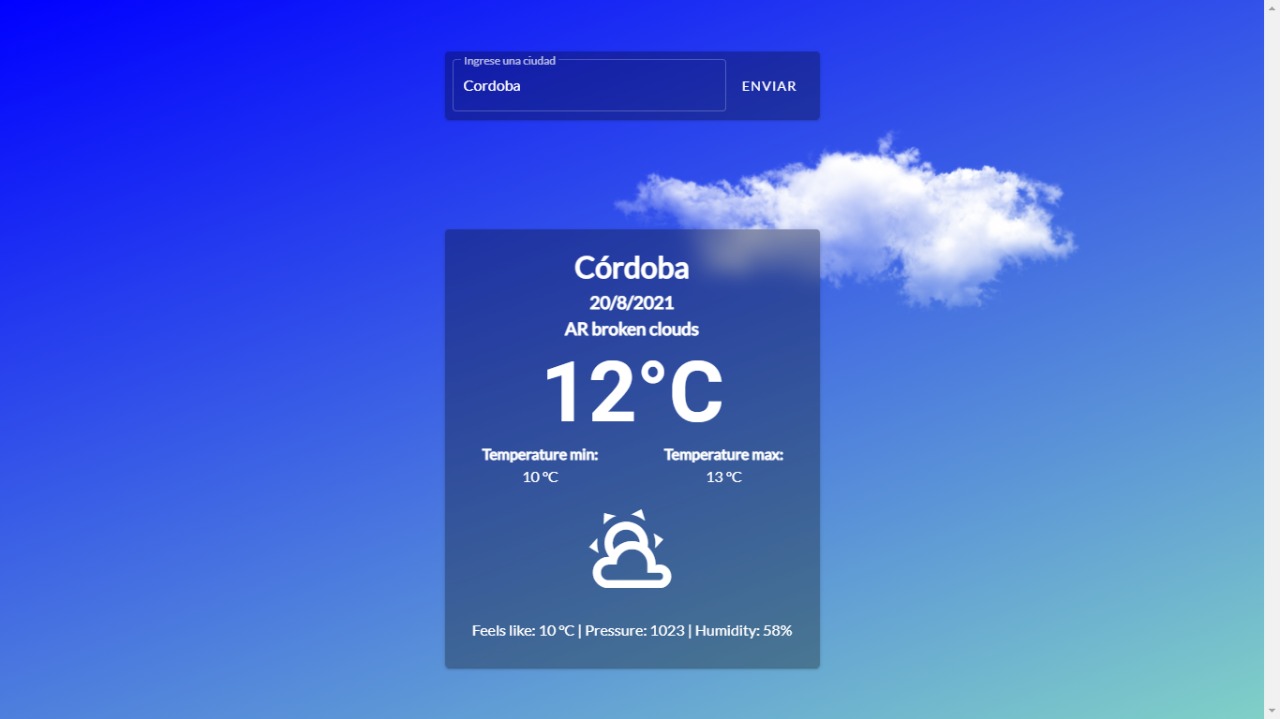 Ingrese una ciudad
Cordoba
ENVIAR
Córdoba
20/8/2021
AR broken clouds
12°C
Temperature min:
10 °C
Temperature max:
13 °C
Feels like: 10 °C | Pressure: 1023 | Humidity: 58%